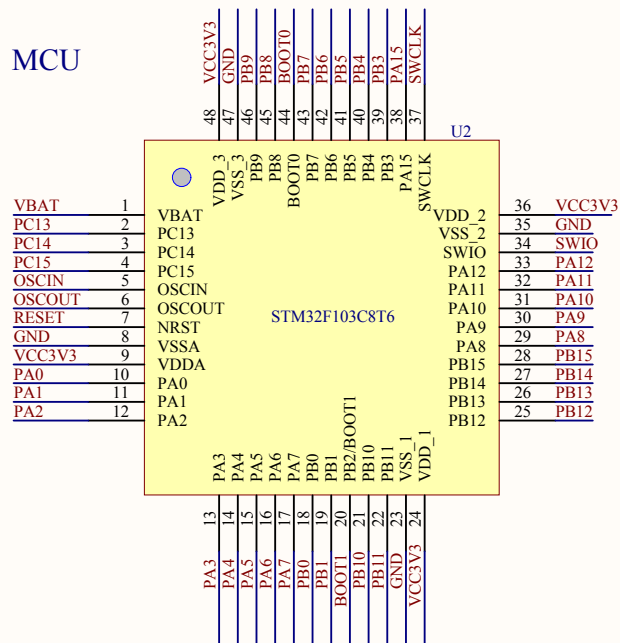 MCU
VCC3V3 GND PB9 PB8 BOOT0 PB7 PB6 PB5 PB4 PB3 PA15 SWCLK
48 47 46 45 44 43 42 41 40 39 38 37
U2
VDD_3 VSS_3 PB9 PB8 BOOT0 PB7 PB6 PB5 PB4 PB3 PA15 SWCLK
VBAT 1 VBAT
PC13 2 PC13
PC14 3 PC14
PC15 4 PC15
OSCIN 5 OSCIN
OSCOUT 6 OSCOUT
RESET 7 NRST
GND 8 VSSA
VCC3V3 9 VDDA
PA0 10 PA0
PA1 11 PA1
PA2 12 PA2
STM32F103C8T6
VDD_2 36 VCC3V3
VSS_2 35 GND
SWIO 34 SWIO
PA12 33 PA12
PA11 32 PA11
PA10 31 PA10
PA9 30 PA9
PA8 29 PA8
PB15 28 PB15
PB14 27 PB14
PB13 26 PB13
PB12 25 PB12
PA3 PA4 PA5 PA6 PA7 PB0 PB1 PB2/BOOT1 PB10 PB11 VSS_1 VDD_1
13 14 15 16 17 18 19 20 21 22 23 24
PA3 PA4 PA5 PA6 PA7 PB0 PB1 BOOT1 PB10 PB11 GND VCC3V3